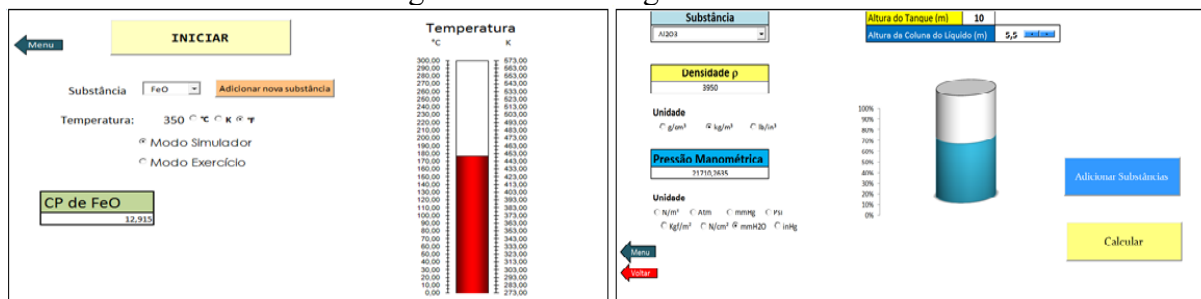 Menu
INICIAR
Substância FeO Adicionar nova substância
Temperatura: 350 °C K °F
Modo Simulador
Modo Exercício
CP de FeO
12,915
Temperatura
°C K
300,00 573,00
290,00 563,00
280,00 553,00
270,00 543,00
260,00 533,00
250,00 523,00
240,00 513,00
230,00 503,00
220,00 493,00
210,00 483,00
200,00 473,00
190,00 463,00
180,00 453,00
170,00 443,00
160,00 433,00
150,00 423,00
140,00 413,00
130,00 403,00
120,00 393,00
110,00 383,00
100,00 373,00
90,00 363,00
80,00 353,00
70,00 343,00
60,00 333,00
50,00 323,00
40,00 313,00
30,00 303,00
20,00 293,00
10,00 283,00
0,00 273,00
Substância
Al2O3
Altura do Tanque (m) 10
Altura da Coluna do Líquido (m) 5,5
Densidade ρ
3950
Unidade
g/cm³ kg/m³ lb/in³
Pressão Manométrica
21710,2635
Unidade
N/m² Atm mmHg Psi
Kgf/m² N/cm² mmH2O inHg
Menu
Voltar
100%
90%
80%
70%
60%
50%
40%
30%
20%
10%
0%
Adicionar Substâncias
Calcular